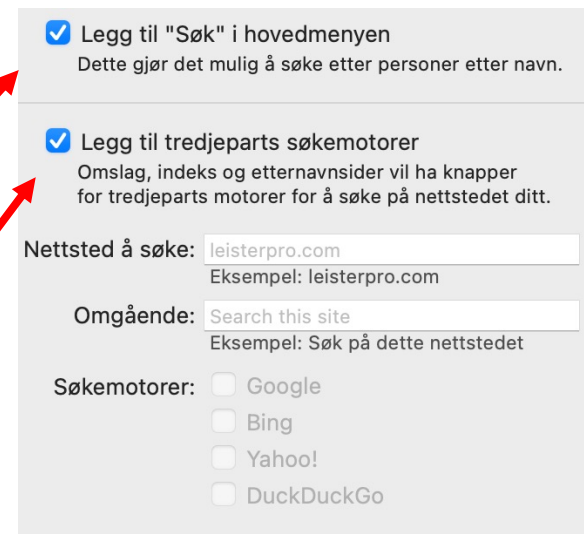 Legg til "Søk" i hovedmenyen
Dette gjør det mulig å søke etter personer etter navn.
Legg til tredjeparts søkemotorer
Omslag, indeks og etternavnsider vil ha knapper
for tredjeparts motorer for å søke på nettstedet ditt.
Nettsted å søke: leisterpro.com
Eksempel: leisterpro.com
Omgående: Search this site
Eksempel: Søk på dette nettstedet
Søkemotorer: Google
Bing
Yahoo!
DuckDuckGo